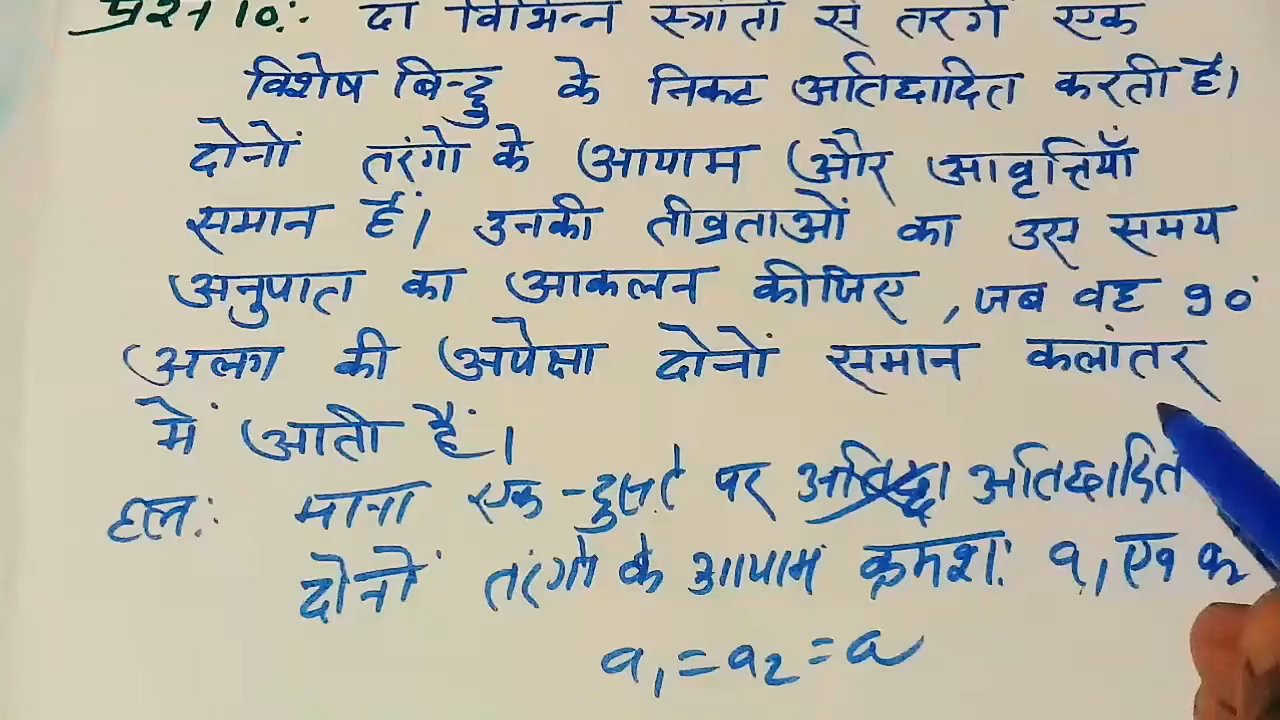 प्रश्न 10:- दो विभिन्न स्त्रोतों से तरंगें एक
विशेष बिन्दु के निकट अतिछादित करती है।
दोनों तरंगो के आयाम और आवृत्तियाँ
समान हैं। उनकी तीव्रताओं का उस समय
अनुपात का आकलन कीजिए , जब वह 90°
अलग की अपेक्षा दोनों समान कलांतर
में आती हैं।
हल:- माना एक-दुसरे पर अतिछादित
दोनों तरंगो के आयाम क्रमशः a₁ एव a₂
a₁ = a₂ = a